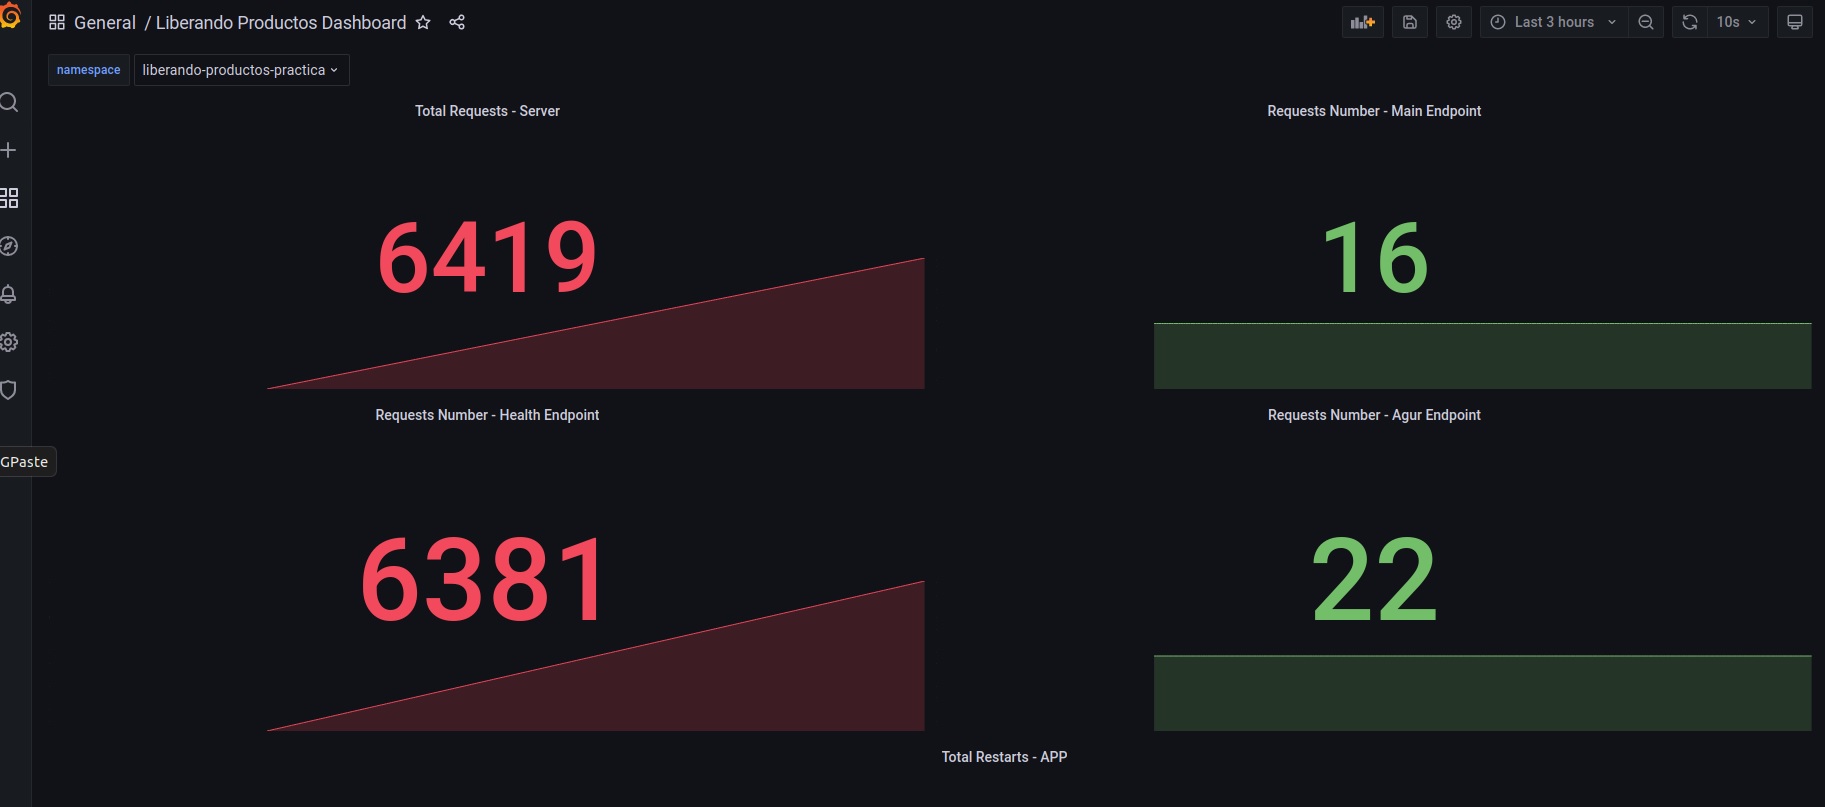 General / Liberando Productos Dashboard
Last 3 hours
10s
namespace
liberando-productos-practica
Total Requests - Server
Requests Number - Main Endpoint
6419
16
Requests Number - Health Endpoint
Requests Number - Agur Endpoint
GPaste
6381
22
Total Restarts - APP